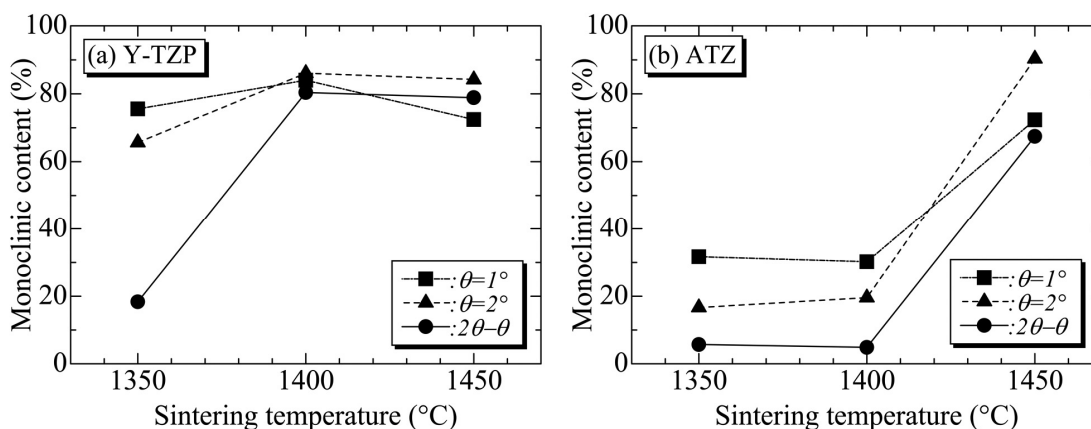 (a) Y-TZP
Monoclinic content (%)
100
80
60
40
20
0
:θ=1°
:θ=2°
:2θ–θ
1350
1400
1450
Sintering temperature (°C)
(b) ATZ
Monoclinic content (%)
100
80
60
40
20
0
:θ=1°
:θ=2°
:2θ–θ
1350
1400
1450
Sintering temperature (°C)